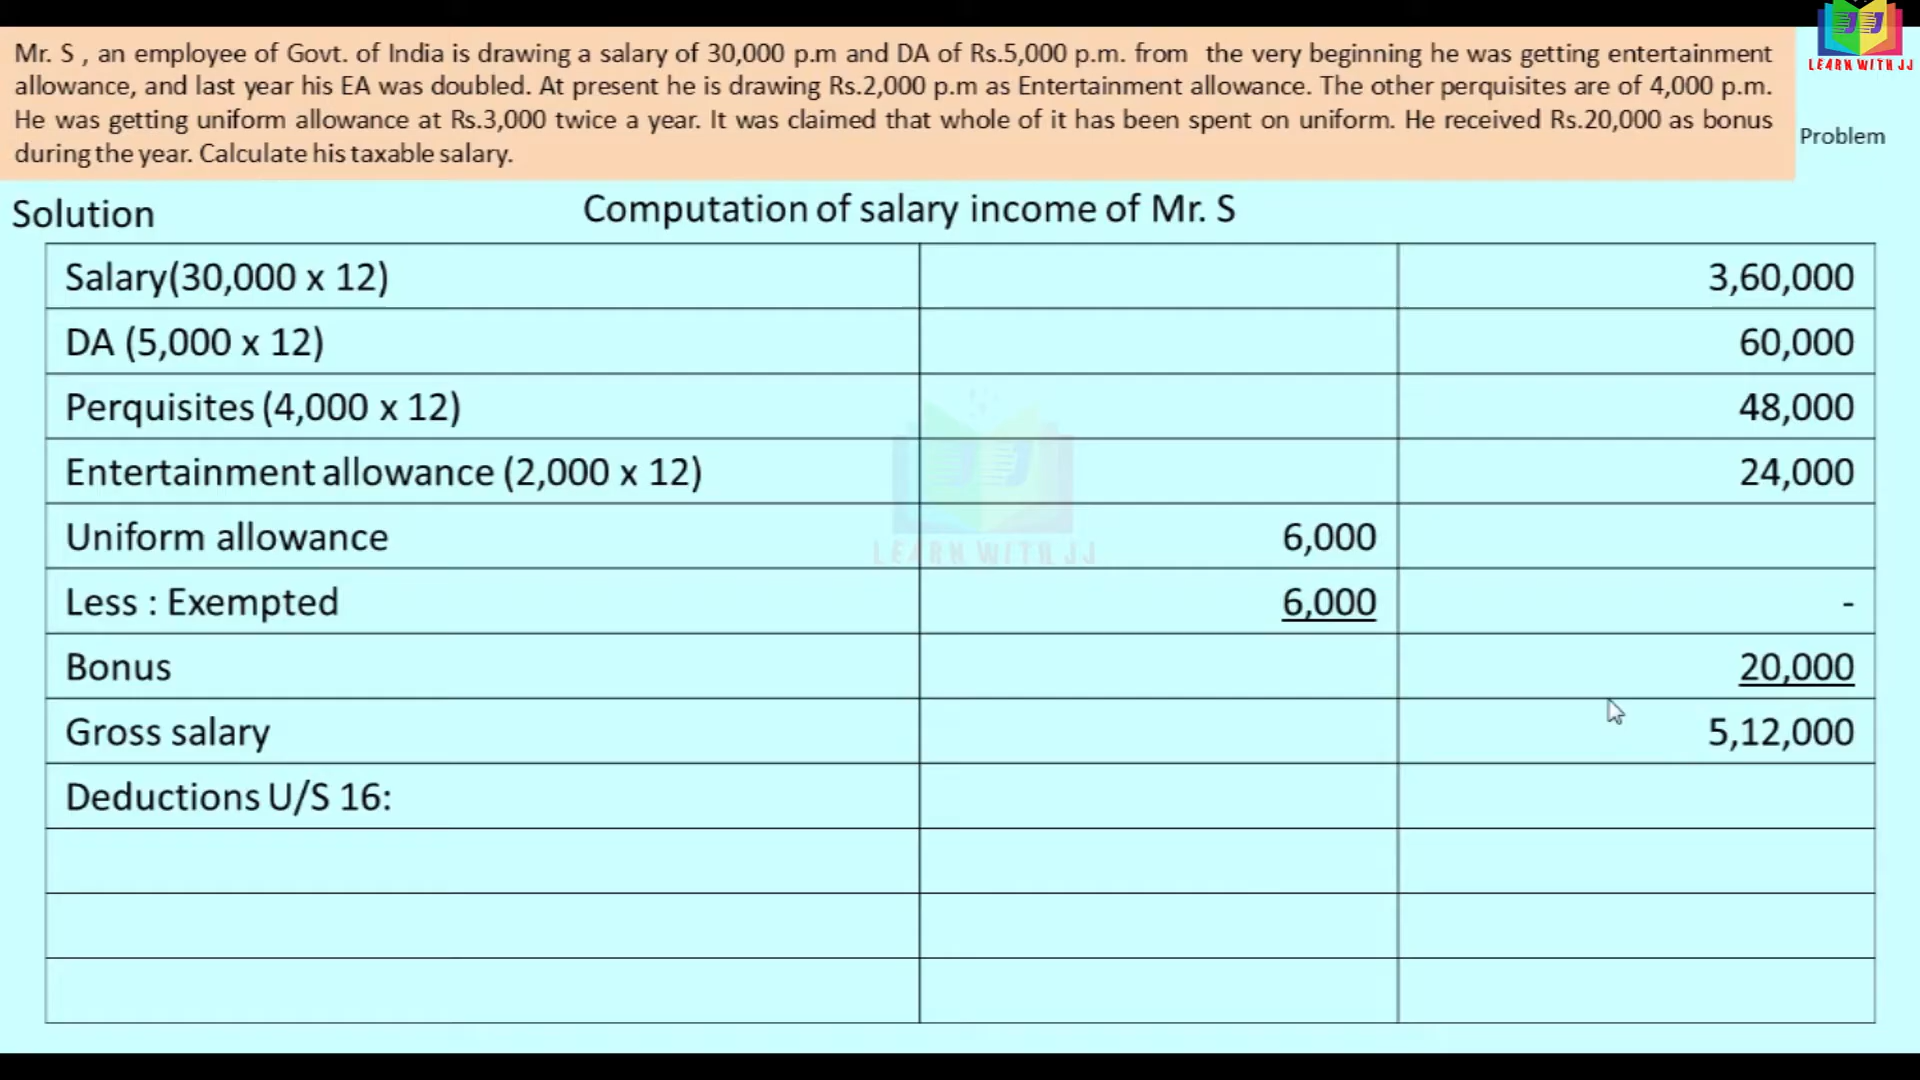 LEARN WITH JJ
Mr. S , an employee of Govt. of India is drawing a salary of 30,000 p.m and DA of Rs.5,000 p.m. from the very beginning he was getting entertainment
allowance, and last year his EA was doubled. At present he is drawing Rs.2,000 p.m as Entertainment allowance. The other perquisites are of 4,000 p.m.
He was getting uniform allowance at Rs.3,000 twice a year. It was claimed that whole of it has been spent on uniform. He received Rs.20,000 as bonus
during the year. Calculate his taxable salary.
Problem
Solution
Computation of salary income of Mr. S
Salary(30,000 x 12) 3,60,000
DA (5,000 x 12) 60,000
Perquisites (4,000 x 12) 48,000
Entertainment allowance (2,000 x 12) 24,000
Uniform allowance 6,000
LEARN WITH JJ
Less : Exempted 6,000 -
Bonus 20,000
Gross salary 5,12,000
Deductions U/S 16: